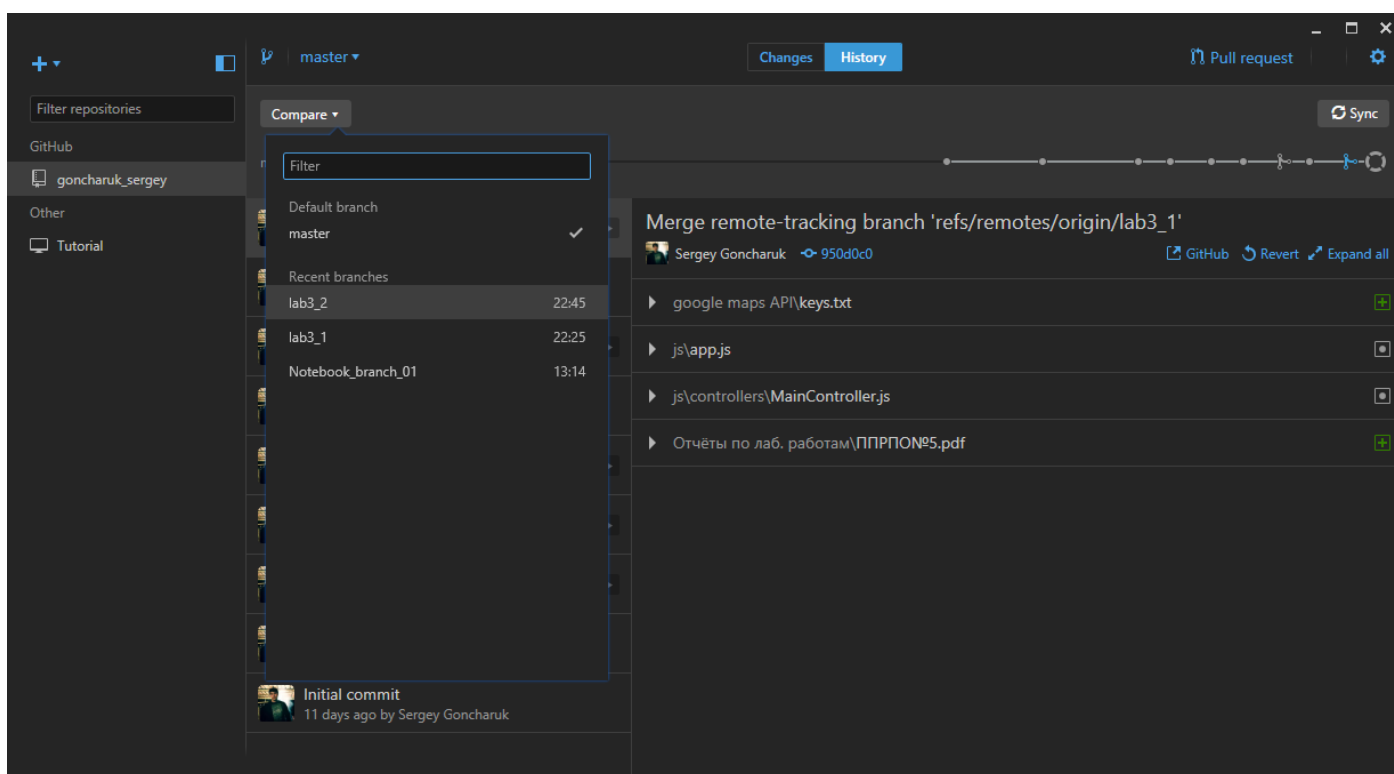 master
Changes
History
Pull request
Filter repositories
Compare
Sync
GitHub
goncharuk_sergey
Other
Tutorial
Filter
Default branch
master
Recent branches
lab3_2 22:45
lab3_1 22:25
Notebook_branch_01 13:14
Initial commit
11 days ago by Sergey Goncharuk
Merge remote-tracking branch 'refs/remotes/origin/lab3_1'
Sergey Goncharuk 950d0c0 GitHub Revert Expand all
google maps API\keys.txt
js\app.js
js\controllers\MainController.js
Отчёты по лаб. работам\ППРПО№5.pdf